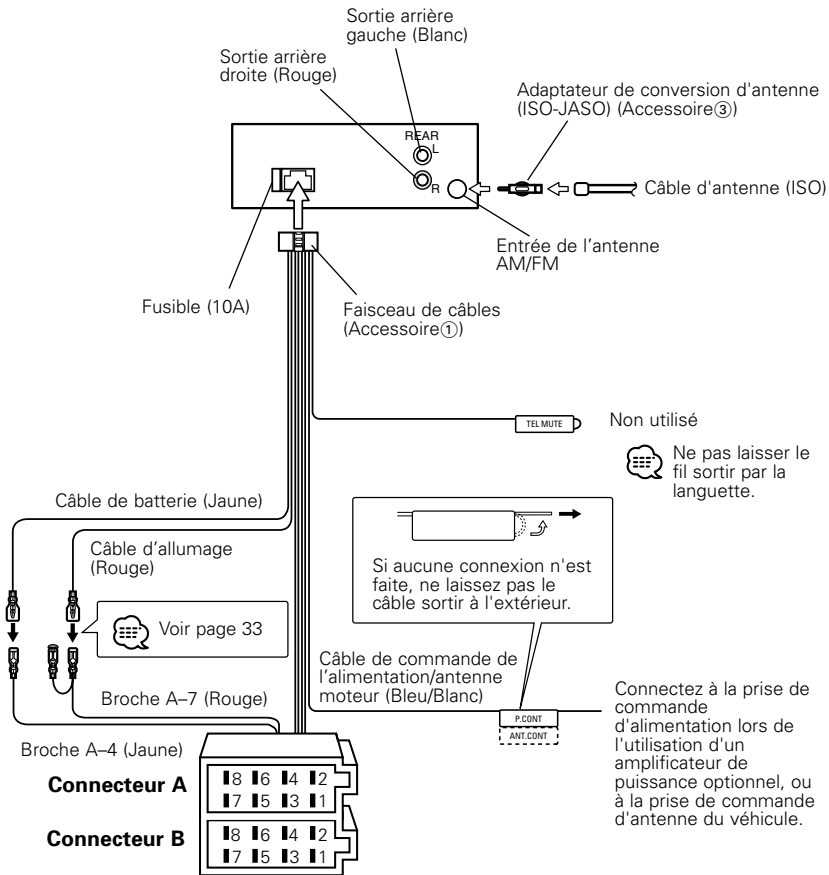 Sortie arrière
gauche (Blanc)
Sortie arrière
droite (Rouge)
Adaptateur de conversion d'antenne
(ISO-JASO) (Accessoire③)
REAR
L
R
Câble d'antenne (ISO)
Entrée de l'antenne
AM/FM
Fusible (10A)
Faisceau de câbles
(Accessoire①)
TEL MUTE
Non utilisé
Ne pas laisser le
fil sortir par la
languette.
Câble de batterie (Jaune)
Câble d'allumage
(Rouge)
Si aucune connexion n'est
faite, ne laissez pas le
câble sortir à l'extérieur.
Voir page 33
Câble de commande de
l'alimentation/antenne
moteur (Bleu/Blanc)
P.CONT
ANT.CONT
Connectez à la prise de
commande
d'alimentation lors de
l'utilisation d'un
amplificateur de
puissance optionnel, ou
à la prise de commande
d'antenne du véhicule.
Broche A–7 (Rouge)
Broche A–4 (Jaune)
Connecteur A
8 6 4 2
7 5 3 1
Connecteur B
8 6 4 2
7 5 3 1